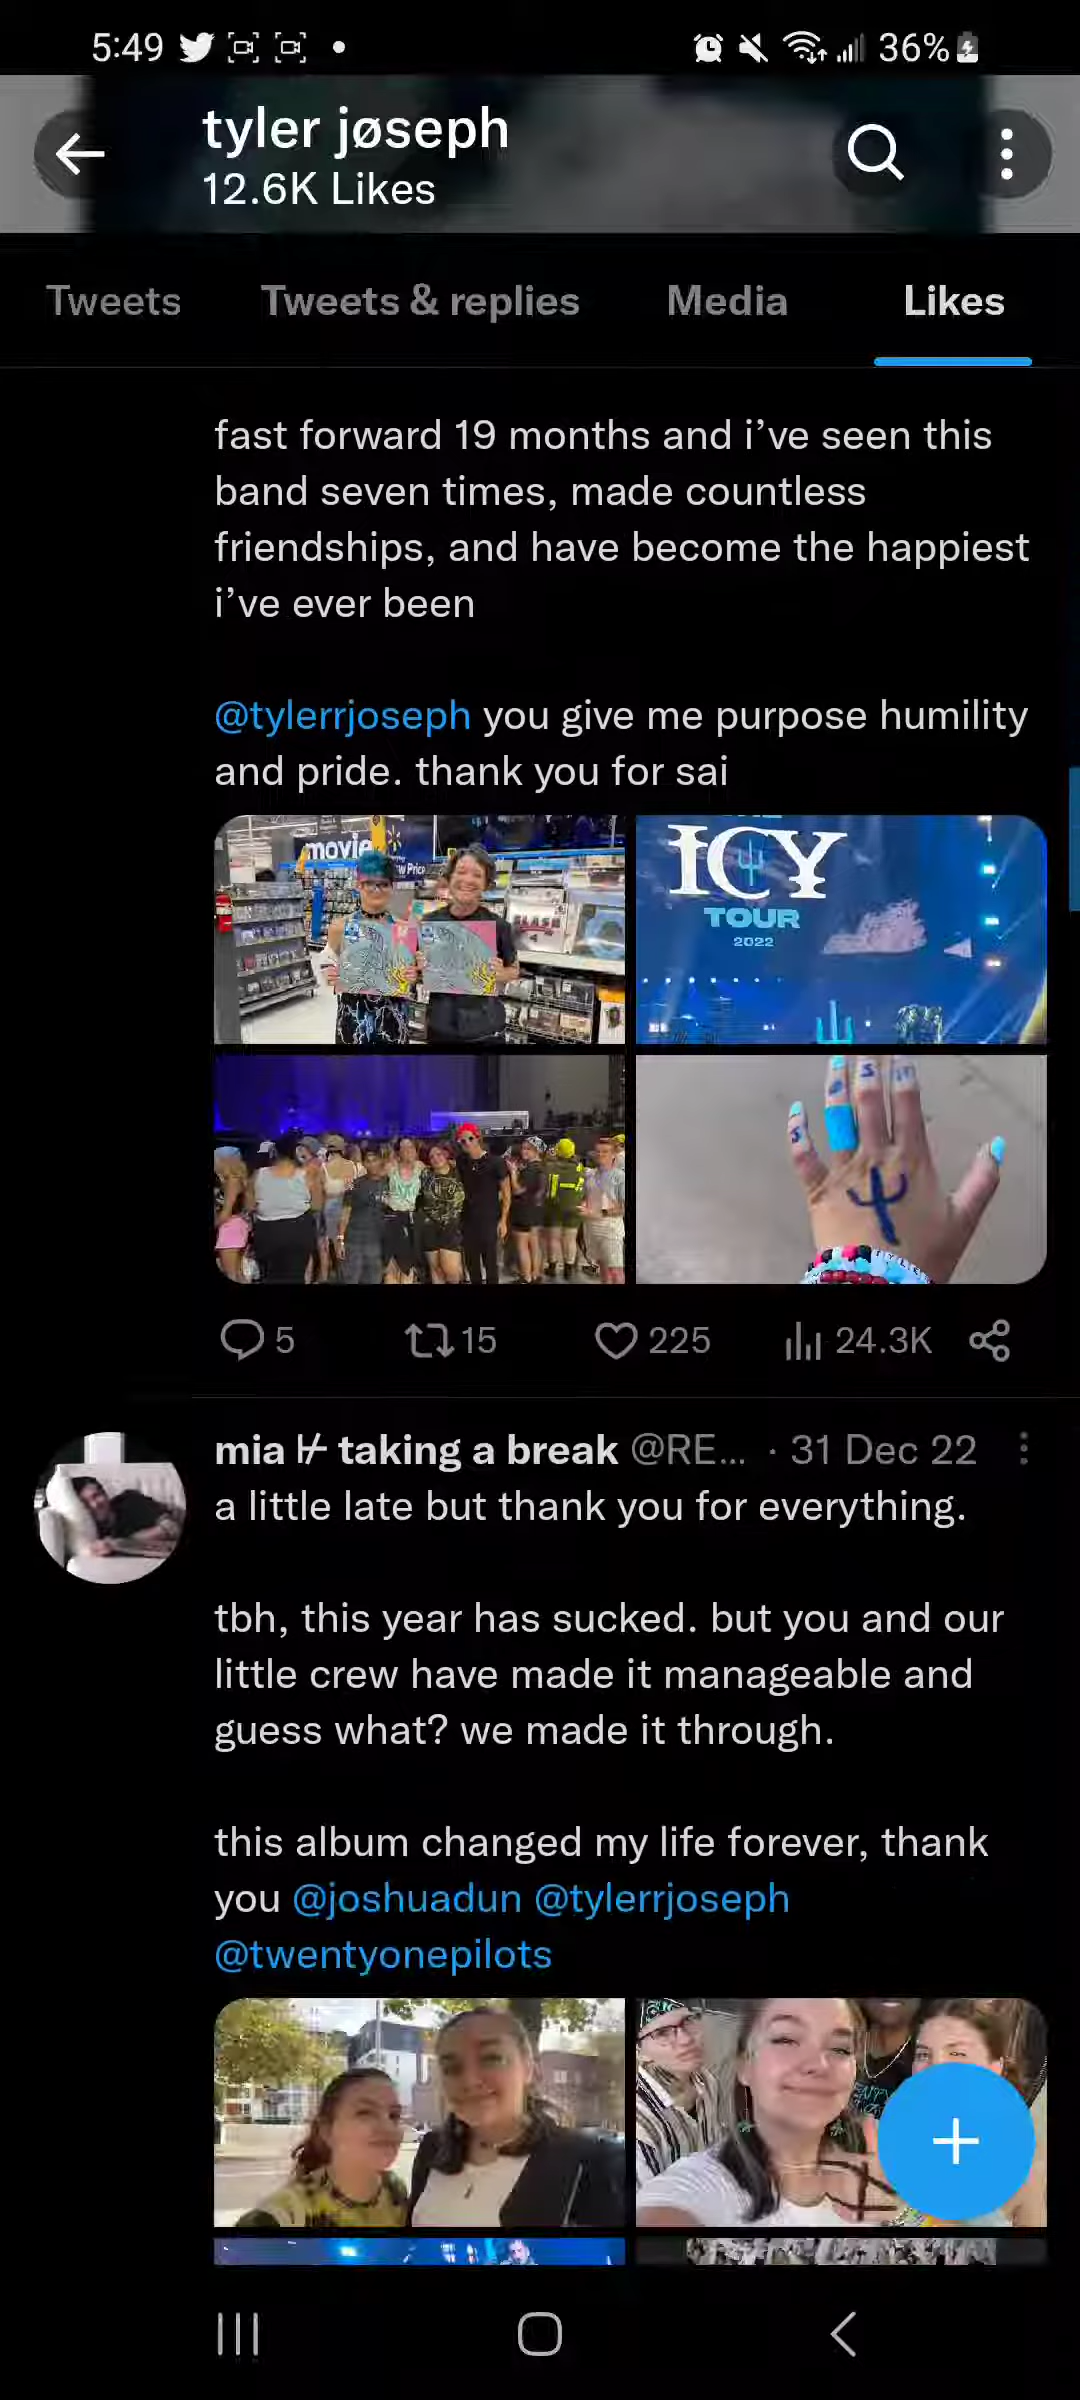 5:49
36%
tyler jøseph
12.6K Likes
Tweets
Tweets & replies
Media
Likes
fast forward 19 months and i’ve seen this
band seven times, made countless
friendships, and have become the happiest
i’ve ever been
@tylerrjoseph you give me purpose humility
and pride. thank you for sai
movie
w Price
ICY
TOUR
2022
5
15
225
24.3K
mia ⊬ taking a break @RE... · 31 Dec 22
a little late but thank you for everything.
tbh, this year has sucked. but you and our
little crew have made it manageable and
guess what? we made it through.
this album changed my life forever, thank
you @joshuadun @tylerrjoseph
@twentyonepilots